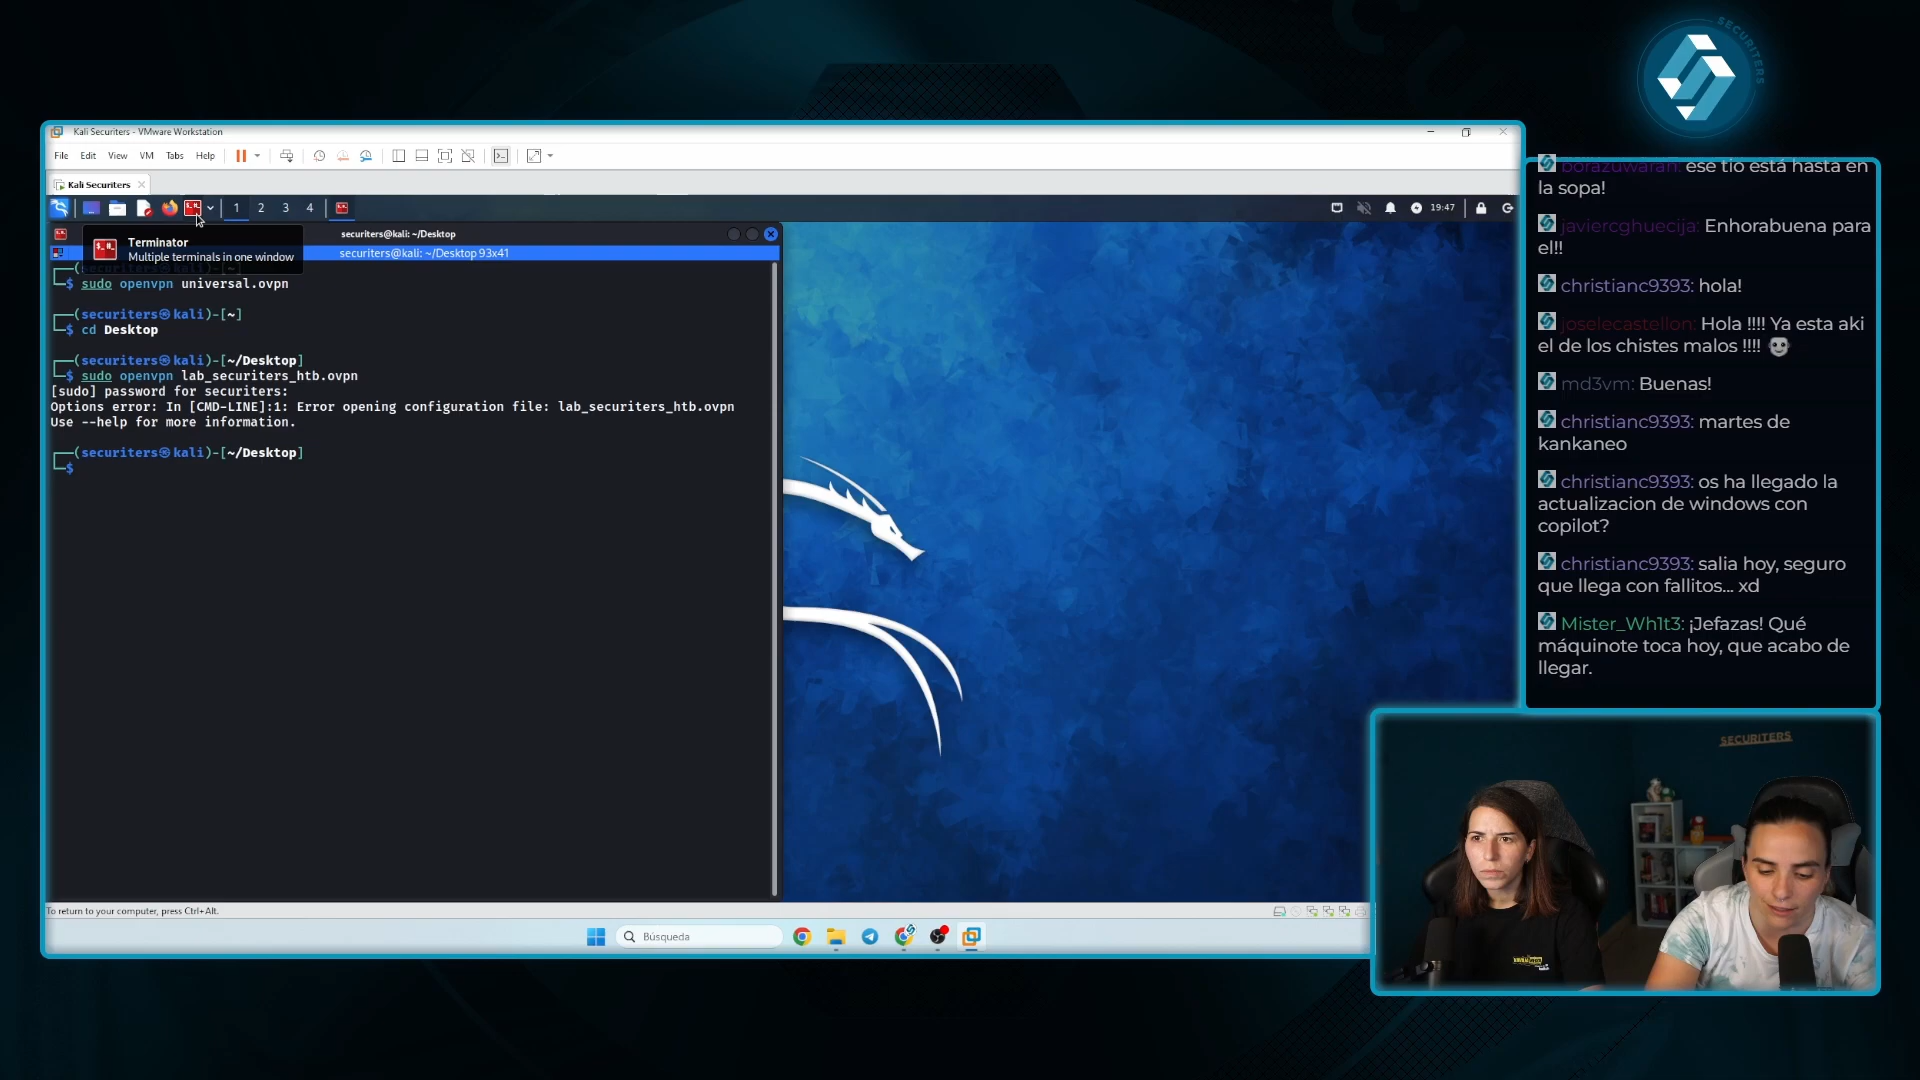 SECURITERS
Kali Securiters - VMware Workstation
File Edit View VM Tabs Help
Kali Securiters
1 2 3 4
19:47
securiters@kali: ~/Desktop
Terminator
Multiple terminals in one window
securiters@kali: ~/Desktop 93x41
└─$ sudo openvpn universal.ovpn
┌──(securiters㉿kali)-[~]
└─$ cd Desktop
┌──(securiters㉿kali)-[~/Desktop]
└─$ sudo openvpn lab_securiters_htb.ovpn
[sudo] password for securiters:
Options error: In [CMD-LINE]:1: Error opening configuration file: lab_securiters_htb.ovpn
Use --help for more information.
┌──(securiters㉿kali)-[~/Desktop]
└─$
To return to your computer, press Ctrl+Alt.
Búsqueda
borazuwarah: ese tío está hasta en
la sopa!
javiercghuecija: Enhorabuena para
el!!
christianc9393: hola!
joselecastellon: Hola !!!! Ya esta aki
el de los chistes malos !!!!
md3vm: Buenas!
christianc9393: martes de
kankaneo
christianc9393: os ha llegado la
actualizacion de windows con
copilot?
christianc9393: salia hoy, seguro
que llega con fallitos... xd
Mister_Wh1t3: ¡Jefazas! Qué
máquinote toca hoy, que acabo de
llegar.
SECURITERS